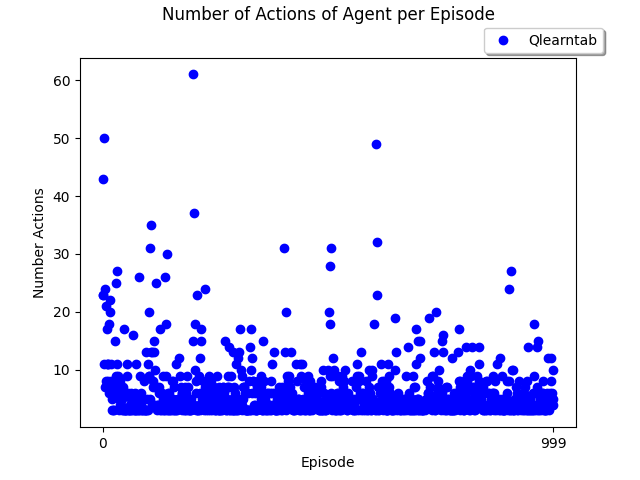 Number of Actions of Agent per Episode
Qlearntab
60
50
40
30
20
10
Number Actions
0
999
Episode